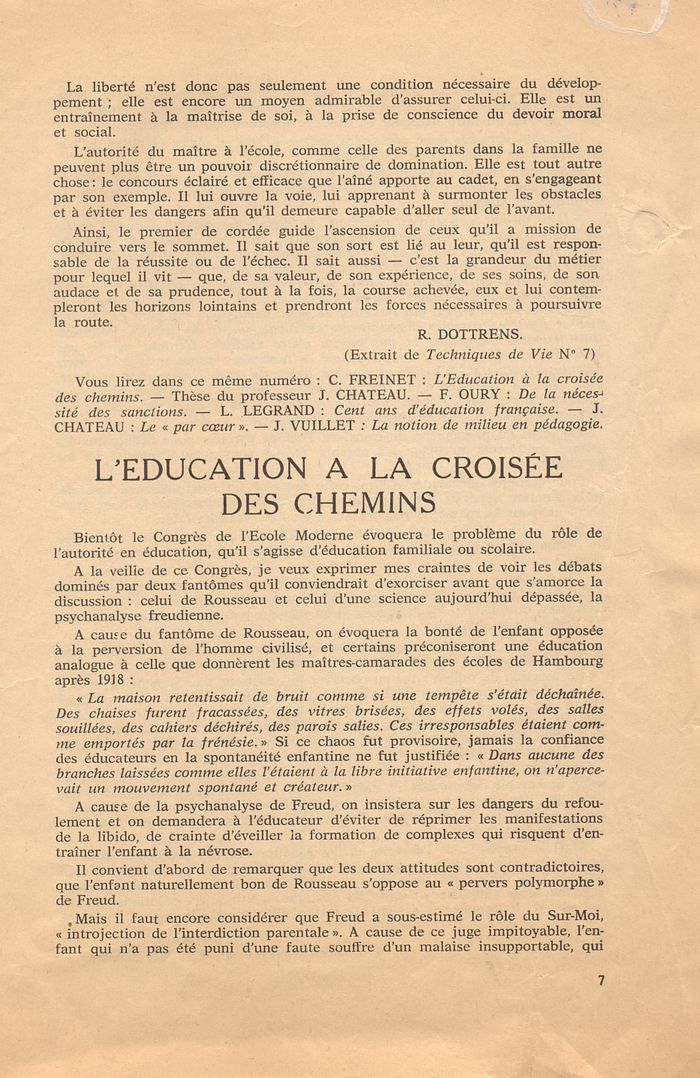 La liberté n'est donc pas seulement une condition nécessaire du dévelop-
pement ; elle est encore un moyen admirable d'assurer celui-ci. Elle est un
entraînement à la maîtrise de soi, à la prise de conscience du devoir moral
et social.
L'autorité du maître à l'école, comme celle des parents dans la famille ne
peuvent plus être un pouvoir discrétionnaire de domination. Elle est tout autre
chose : le concours éclairé et efficace que l'aîné apporte au cadet, en s'engageant
par son exemple. Il lui ouvre la voie, lui apprenant à surmonter les obstacles
et à éviter les dangers afin qu'il demeure capable d'aller seul de l'avant.
Ainsi, le premier de cordée guide l'ascension de ceux qu'il a mission de
conduire vers le sommet. Il sait que son sort est lié au leur, qu'il est respon-
sable de la réussite ou de l'échec. Il sait aussi — c'est la grandeur du métier
pour lequel il vit — que, de sa valeur, de son expérience, de ses soins, de son
audace et de sa prudence, tout à la fois, la course achevée, eux et lui contem-
pleront les horizons lointains et prendront les forces nécessaires à poursuivre
la route.
R. DOTTRENS.
(Extrait de Techniques de Vie N° 7)
Vous lirez dans ce même numéro : C. FREINET : L'Education à la croisée
des chemins. — Thèse du professeur J. CHATEAU. — F. OURY : De la néces-
sité des sanctions. — L. LEGRAND : Cent ans d'éducation française. — J.
CHATEAU : Le « par cœur ». — J. VUILLET : La notion de milieu en pédagogie.
L'EDUCATION A LA CROISÉE
DES CHEMINS
Bientôt le Congrès de l'Ecole Moderne évoquera le problème du rôle de
l'autorité en éducation, qu'il s'agisse d'éducation familiale ou scolaire.
A la veille de ce Congrès, je veux exprimer mes craintes de voir les débats
dominés par deux fantômes qu'il conviendrait d'exorciser avant que s'amorce la
discussion : celui de Rousseau et celui d'une science aujourd'hui dépassée, la
psychanalyse freudienne.
A cause du fantôme de Rousseau, on évoquera la bonté de l'enfant opposée
à la perversion de l'homme civilisé, et certains préconiseront une éducation
analogue à celle que donnèrent les maîtres-camarades des écoles de Hambourg
après 1918 :
« La maison retentissait de bruit comme si une tempête s'était déchaînée.
Des chaises furent fracassées, des vitres brisées, des effets volés, des salles
souillées, des cahiers déchirés, des parois salies. Ces irresponsables étaient com-
me emportés par la frénésie. » Si ce chaos fut provisoire, jamais la confiance
des éducateurs en la spontanéité enfantine ne fut justifiée : « Dans aucune des
branches laissées comme elles l'étaient à la libre initiative enfantine, on n'aperce-
vait un mouvement spontané et créateur. »
A cause de la psychanalyse de Freud, on insistera sur les dangers du refou-
lement et on demandera à l'éducateur d'éviter de réprimer les manifestations
de la libido, de crainte d'éveiller la formation de complexes qui risquent d'en-
traîner l'enfant à la névrose.
Il convient d'abord de remarquer que les deux attitudes sont contradictoires,
que l'enfant naturellement bon de Rousseau s'oppose au « pervers polymorphe »
de Freud.
Mais il faut encore considérer que Freud a sous-estimé le rôle du Sur-Moi,
« introjection de l'interdiction parentale ». A cause de ce juge impitoyable, l'en-
fant qui n'a pas été puni d'une faute souffre d'un malaise insupportable, qui
7